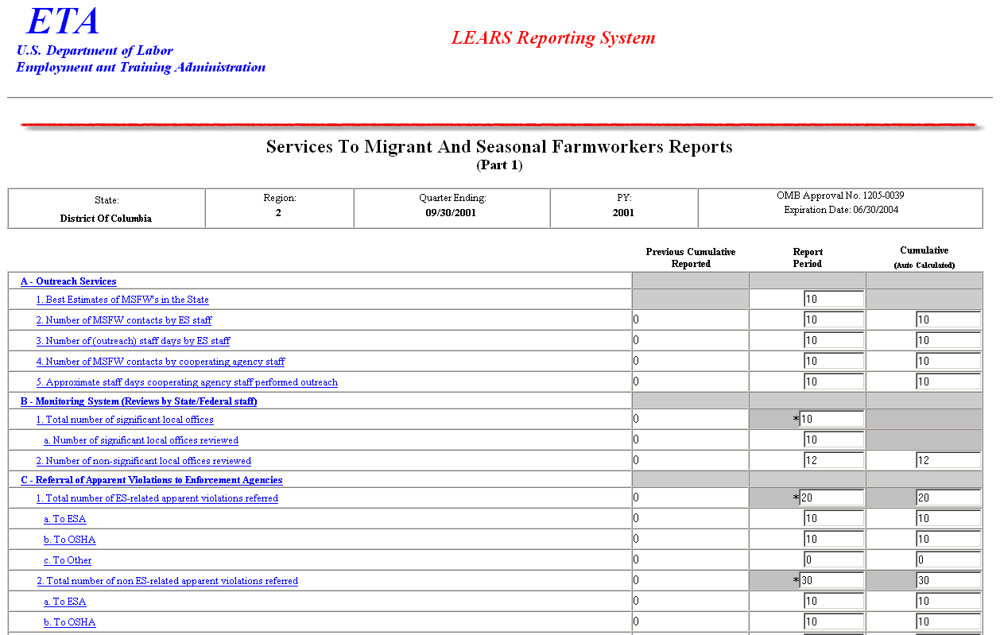 ETA
U.S. Department of Labor
Employment ant Training Administration
LEARS Reporting System
Services To Migrant And Seasonal Farmworkers Reports
(Part 1)
State:
District Of Columbia
Region:
2
Quarter Ending:
09/30/2001
PY:
2001
OMB Approval No. 1205-0039
Expiration Date: 06/30/2004
Previous Cumulative
Reported
Report
Period
Cumulative
(Auto Calculated)
A - Outreach Services
1. Best Estimates of MSFW's in the State 10
2. Number of MSFW contacts by ES staff 0 10 10
3. Number of (outreach) staff days by ES staff 0 10 10
4. Number of MSFW contacts by cooperating agency staff 0 10 10
5. Approximate staff days cooperating agency staff performed outreach 0 10 10
B - Monitoring System (Reviews by State/Federal staff)
1. Total number of significant local offices 0 *10
a. Number of significant local offices reviewed 0 10
2. Number of non-significant local offices reviewed 0 12 12
C - Referral of Apparent Violations to Enforcement Agencies
1. Total number of ES-related apparent violations referred 0 *20 20
a. To ESA 0 10 10
b. To OSHA 0 10 10
c. To Other 0 0 0
2. Total number of non ES-related apparent violations referred 0 *30 30
a. To ESA 0 10 10
b. To OSHA 0 10 10